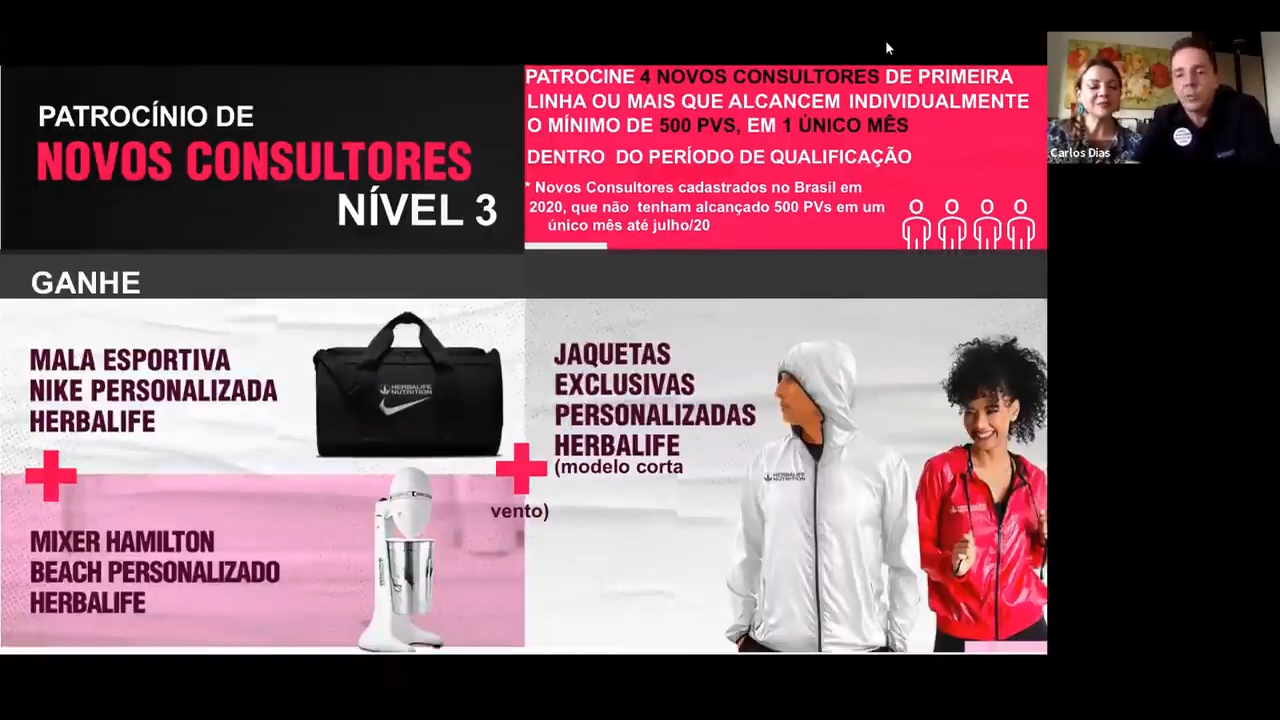 PATROCÍNIO DE
NOVOS CONSULTORES
NÍVEL 3
PATROCINE 4 NOVOS CONSULTORES DE PRIMEIRA
LINHA OU MAIS QUE ALCANCEM INDIVIDUALMENTE
O MÍNIMO DE 500 PVS, EM 1 ÚNICO MÊS
DENTRO DO PERÍODO DE QUALIFICAÇÃO
* Novos Consultores cadastrados no Brasil em
2020, que não tenham alcançado 500 PVs em um
único mês até julho/20
Carlos Dias
GANHE
MALA ESPORTIVA
NIKE PERSONALIZADA
HERBALIFE
HERBALIFE
NUTRITION
MIXER HAMILTON
BEACH PERSONALIZADO
HERBALIFE
JAQUETAS
EXCLUSIVAS
PERSONALIZADAS
HERBALIFE
(modelo corta
vento)
HERBALIFE
NUTRITION
HERBALIFE
NUTRITION